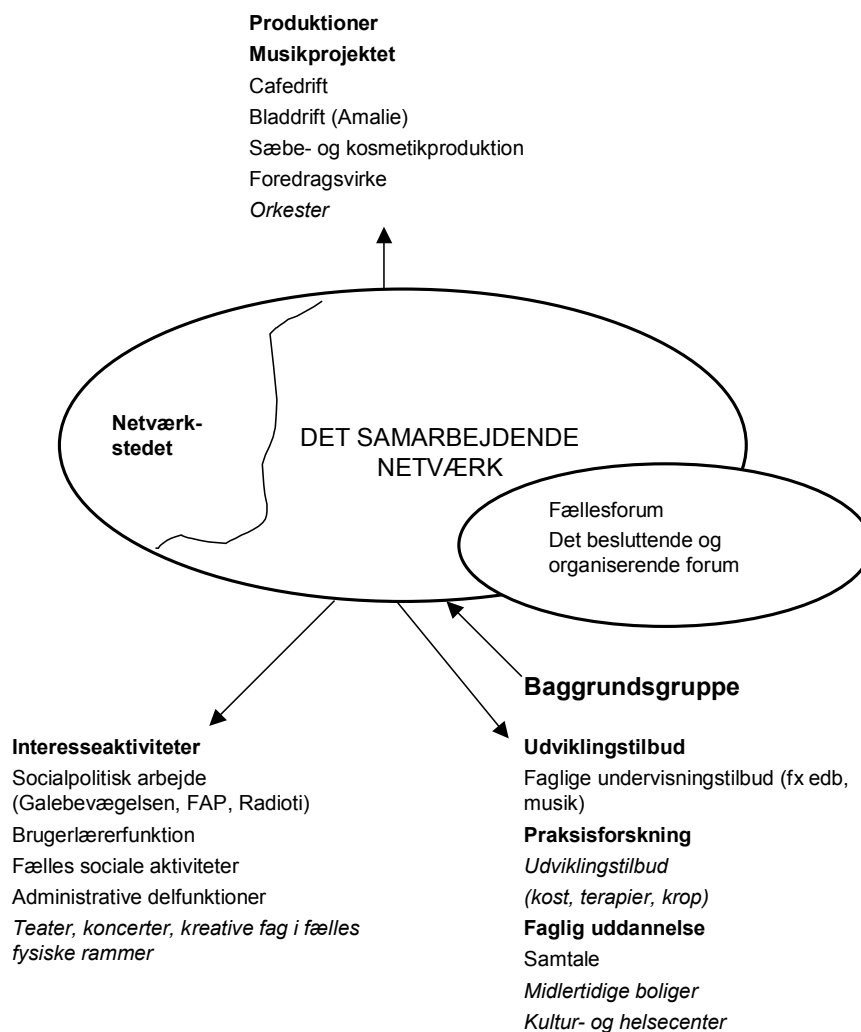 Produktioner
Musikprojektet
Cafedrift
Bladdrift (Amalie)
Sæbe- og kosmetikproduktion
Foredragsvirke
Orkester
Netværk-
stedet
DET SAMARBEJDENDE
NETVÆRK
Fællesforum
Det besluttende og
organiserende forum
Baggrundsgruppe
Interesseaktiviteter
Socialpolitisk arbejde
(Galebevægelsen, FAP, Radioti)
Brugerlærerfunktion
Fælles sociale aktiviteter
Administrative delfunktioner
Teater, koncerter, kreative fag i fælles
fysiske rammer
Udviklingstilbud
Faglige undervisningstilbud (fx edb,
musik)
Praksisforskning
Udviklingstilbud
(kost, terapier, krop)
Faglig uddannelse
Samtale
Midlertidige boliger
Kultur- og helsecenter